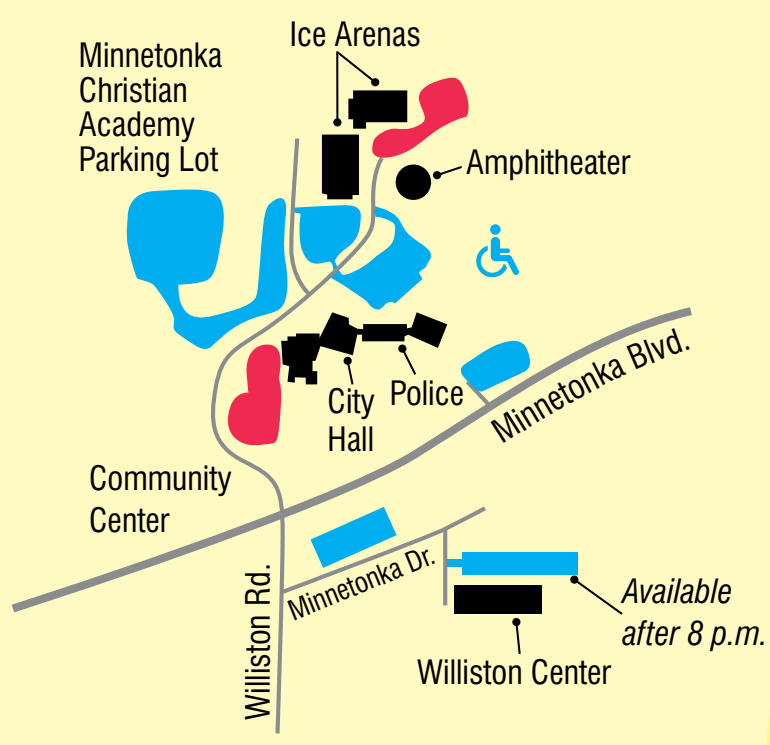 Ice Arenas
Minnetonka
Christian
Academy
Parking Lot
Amphitheater
Minnetonka Blvd.
Police
City
Hall
Community
Center
Minnetonka Dr.
Williston Rd.
Available
after 8 p.m.
Williston Center